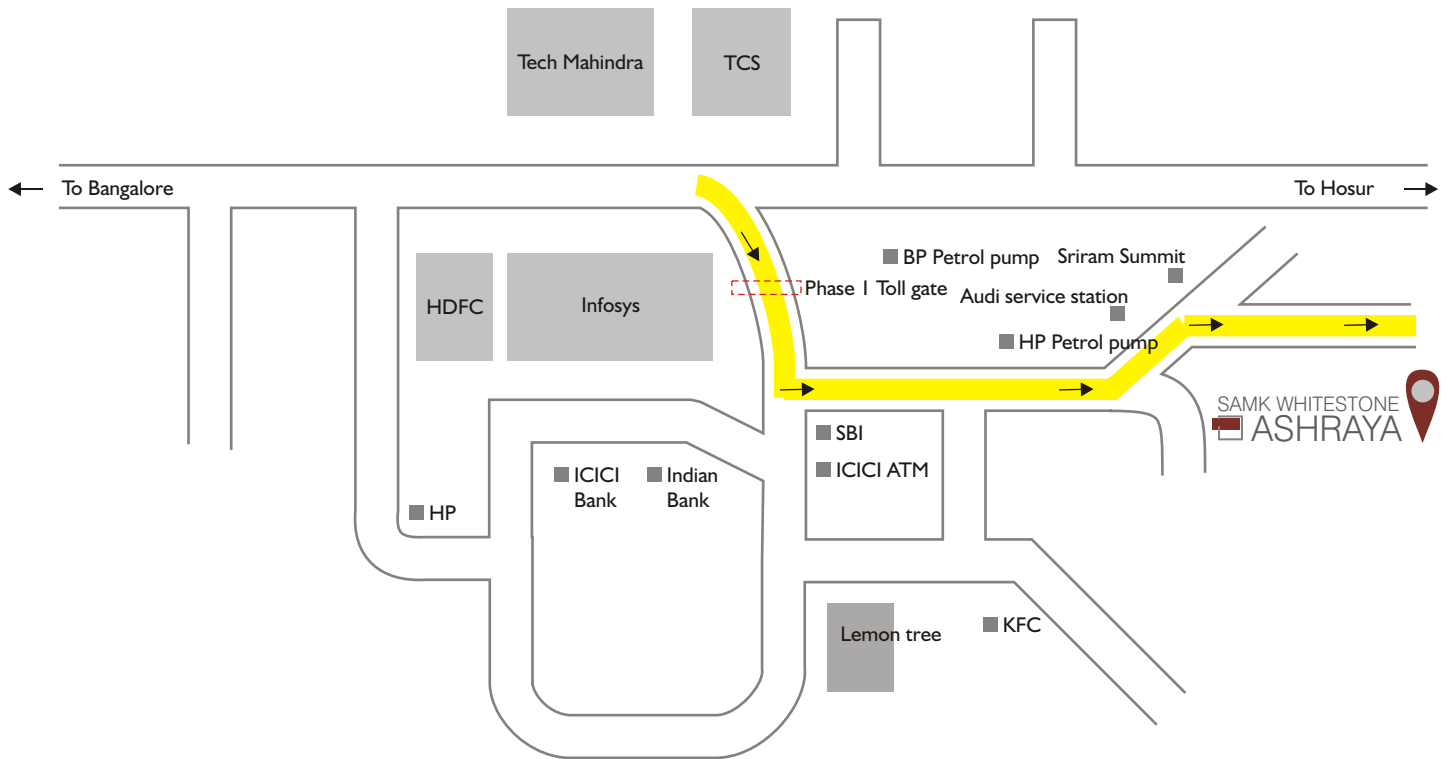 Tech Mahindra
TCS
To Bangalore
To Hosur
BP Petrol pump
Sriram Summit
Phase 1 Toll gate
Audi service station
HDFC
Infosys
HP Petrol pump
SAMK WHITESTONE
ASHRAYA
SBI
ICICI ATM
ICICI
Bank
Indian
Bank
HP
Lemon tree
KFC